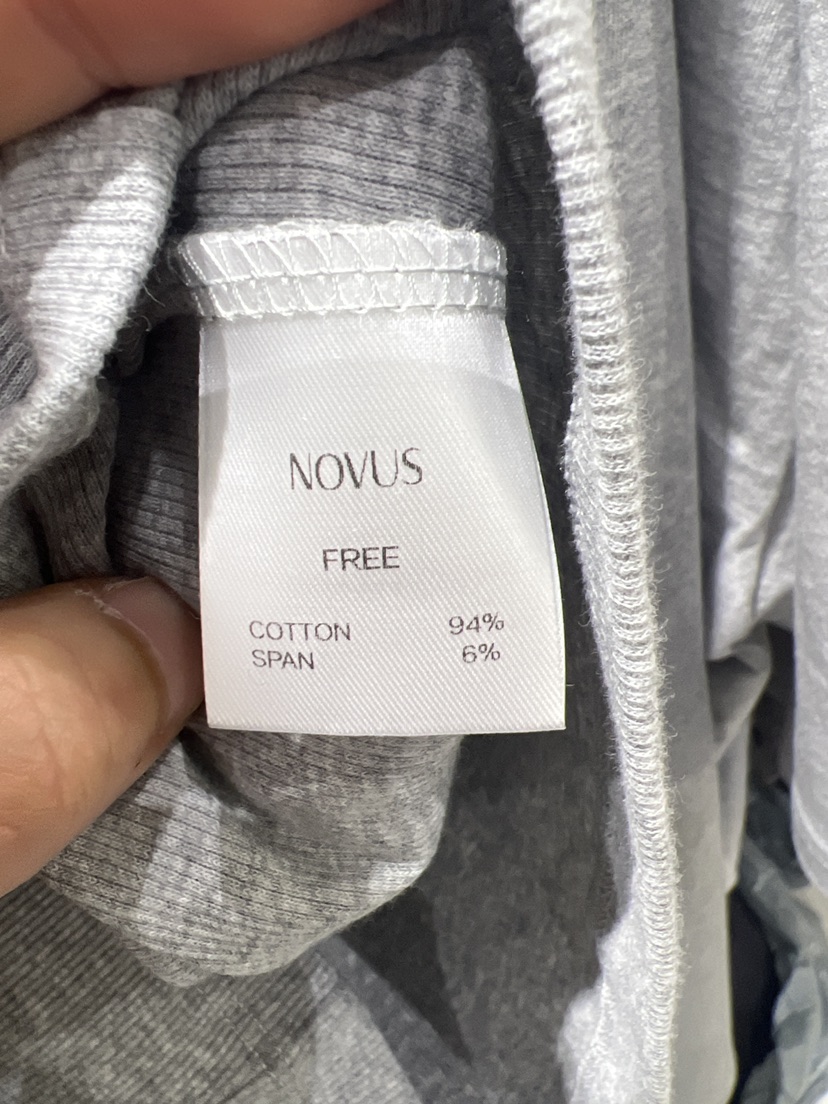 NOVUS
FREE
COTTON 94%
SPAN 6%